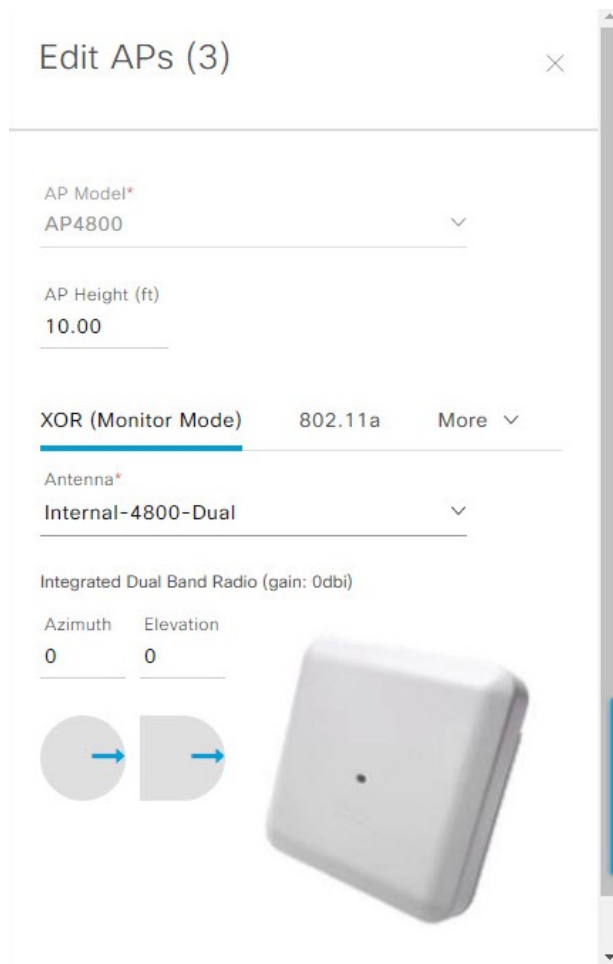 Edit APs (3)
AP Model*
AP4800
AP Height (ft)
10.00
XOR (Monitor Mode) 802.11a More
Antenna*
Internal-4800-Dual
Integrated Dual Band Radio (gain: 0dbi)
Azimuth Elevation
0 0